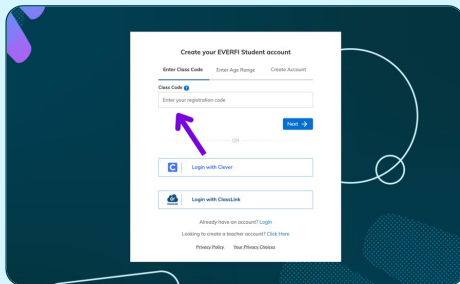 Create your EVERFI Student account
Enter Class Code Enter Age Range Create Account
Class Code ?
Enter your registration code
Next →
OR
C Login with Clever
Login with ClassLink
Already have an account? Login
Looking to create a teacher account? Click Here
Privacy Policy Your Privacy Choices